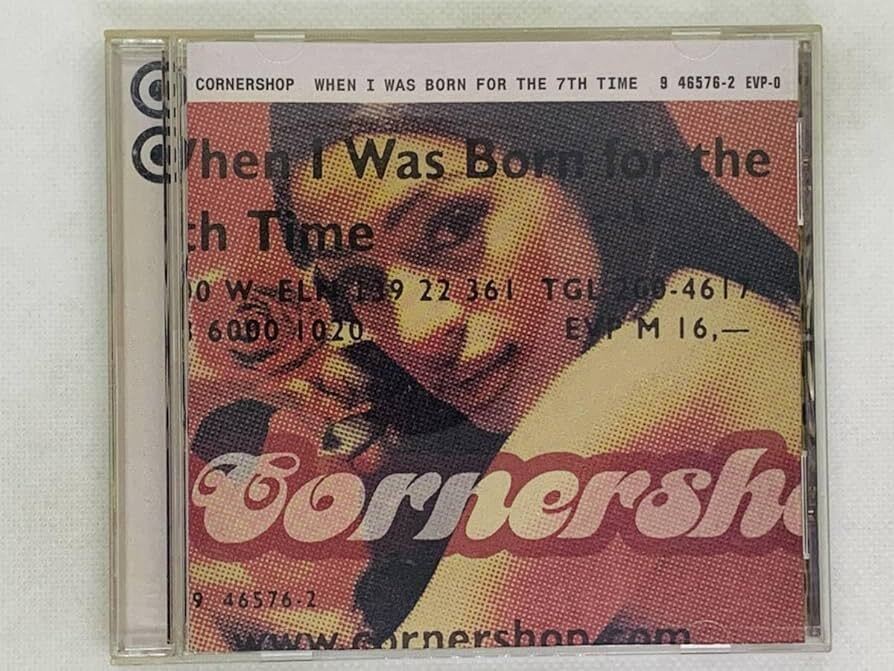 CORNERSHOP WHEN I WAS BORN FOR THE 7TH TIME 9 46576-2 EVP-0
When I Was Born for the
th Time
00 W-ELN 139 22 361 TGL 200-4617
6000 1020 EVP M 16,—
Cornersho
9 46576-2
www.cornershop.com